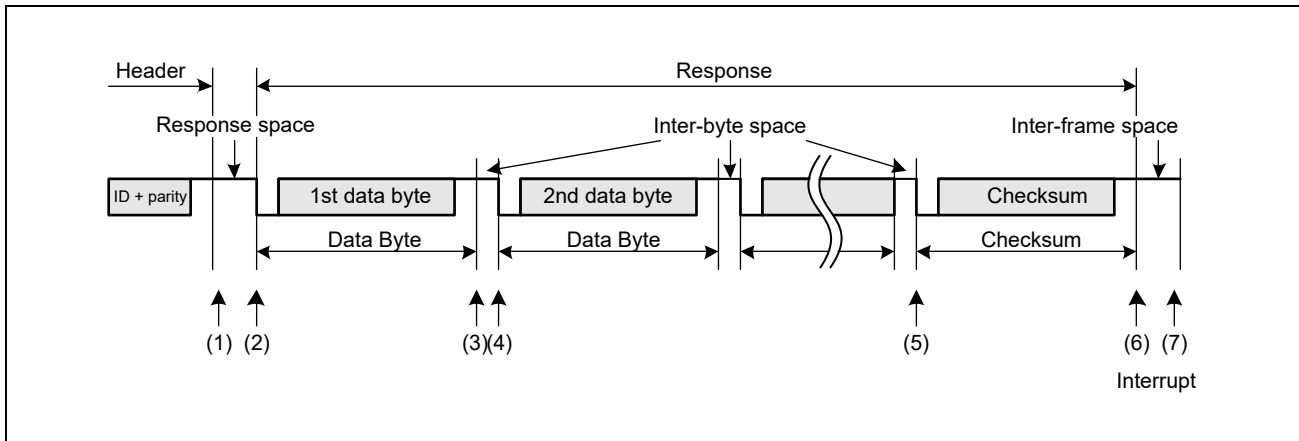 Header
Response
Response space
Inter-byte space
Inter-frame space
ID + parity
1st data byte
2nd data byte
Checksum
Data Byte
Data Byte
Checksum
(1) (2) (3)(4) (5) (6) (7)
Interrupt